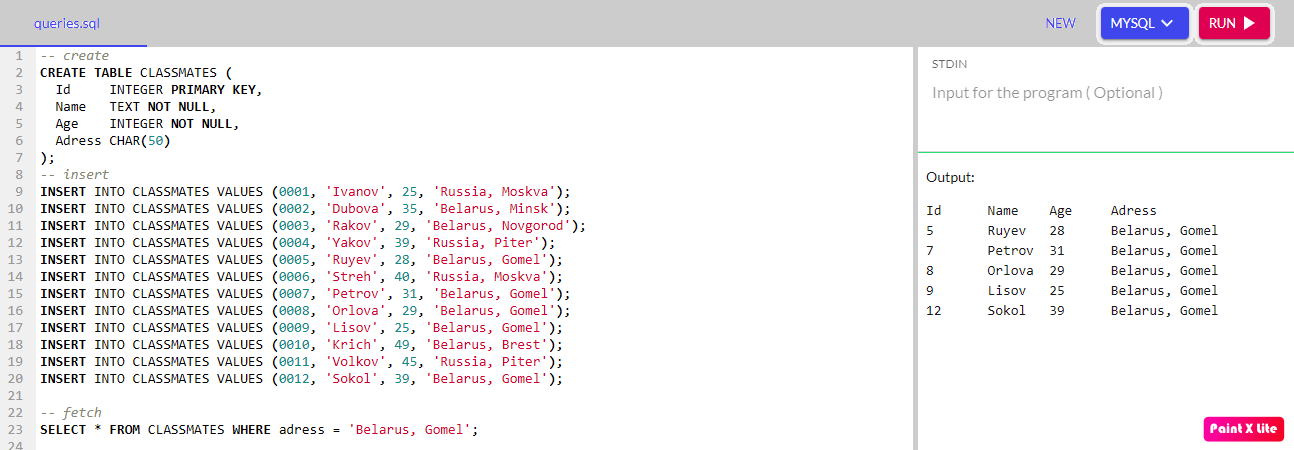 queries.sql
NEW
MYSQL
RUN
1 -- create
2 CREATE TABLE CLASSMATES (
3   Id     INTEGER PRIMARY KEY,
4   Name   TEXT NOT NULL,
5   Age    INTEGER NOT NULL,
6   Adress CHAR(50)
7 );
8 -- insert
9 INSERT INTO CLASSMATES VALUES (0001, 'Ivanov', 25, 'Russia, Moskva');
10 INSERT INTO CLASSMATES VALUES (0002, 'Dubova', 35, 'Belarus, Minsk');
11 INSERT INTO CLASSMATES VALUES (0003, 'Rakov', 29, 'Belarus, Novgorod');
12 INSERT INTO CLASSMATES VALUES (0004, 'Yakov', 39, 'Russia, Piter');
13 INSERT INTO CLASSMATES VALUES (0005, 'Ruyev', 28, 'Belarus, Gomel');
14 INSERT INTO CLASSMATES VALUES (0006, 'Streh', 40, 'Russia, Moskva');
15 INSERT INTO CLASSMATES VALUES (0007, 'Petrov', 31, 'Belarus, Gomel');
16 INSERT INTO CLASSMATES VALUES (0008, 'Orlova', 29, 'Belarus, Gomel');
17 INSERT INTO CLASSMATES VALUES (0009, 'Lisov', 25, 'Belarus, Gomel');
18 INSERT INTO CLASSMATES VALUES (0010, 'Krich', 49, 'Belarus, Brest');
19 INSERT INTO CLASSMATES VALUES (0011, 'Volkov', 45, 'Russia, Piter');
20 INSERT INTO CLASSMATES VALUES (0012, 'Sokol', 39, 'Belarus, Gomel');
21
22 -- fetch
23 SELECT * FROM CLASSMATES WHERE adress = 'Belarus, Gomel';
24
STDIN
Input for the program ( Optional )
Output:
Id Name Age Adress
5 Ruyev 28 Belarus, Gomel
7 Petrov 31 Belarus, Gomel
8 Orlova 29 Belarus, Gomel
9 Lisov 25 Belarus, Gomel
12 Sokol 39 Belarus, Gomel
Paint X Lite